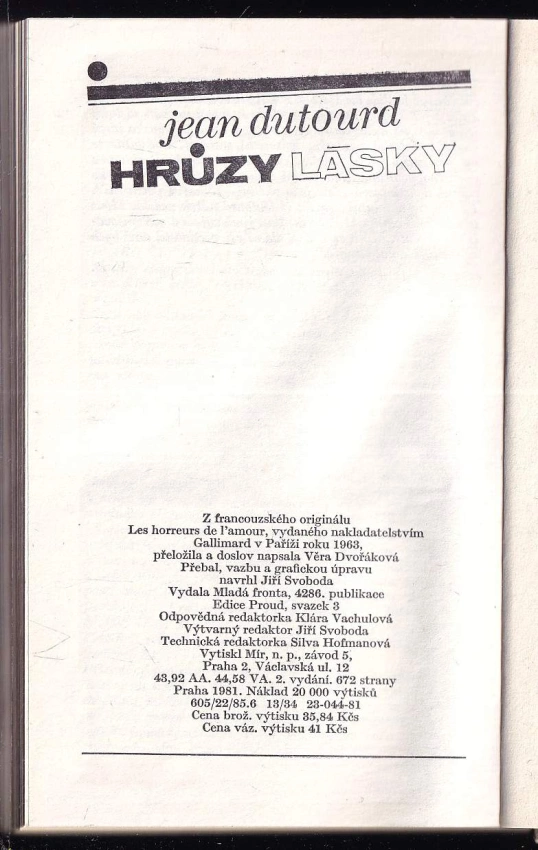 jean dutourd
HRŮZY LÁSKY
Z francouzského originálu
Les horreurs de l'amour, vydaného nakladatelstvím
Gallimard v Paříži roku 1963,
přeložila a doslov napsala Věra Dvořáková
Přebal, vazbu a grafickou úpravu
navrhl Jiří Svoboda
Vydala Mladá fronta, 4286. publikace
Edice Proud, svazek 3
Odpovědná redaktorka Klára Vachulová
Výtvarný redaktor Jiří Svoboda
Technická redaktorka Silva Hofmanová
Vytiskl Mír, n. p., závod 5,
Praha 2, Václavská ul. 12
43,92 AA. 44,58 VA. 2. vydání. 672 strany
Praha 1981. Náklad 20 000 výtisků
605/22/85.6 13/34 23-044-81
Cena brož. výtisku 35,84 Kčs
Cena váz. výtisku 41 Kčs